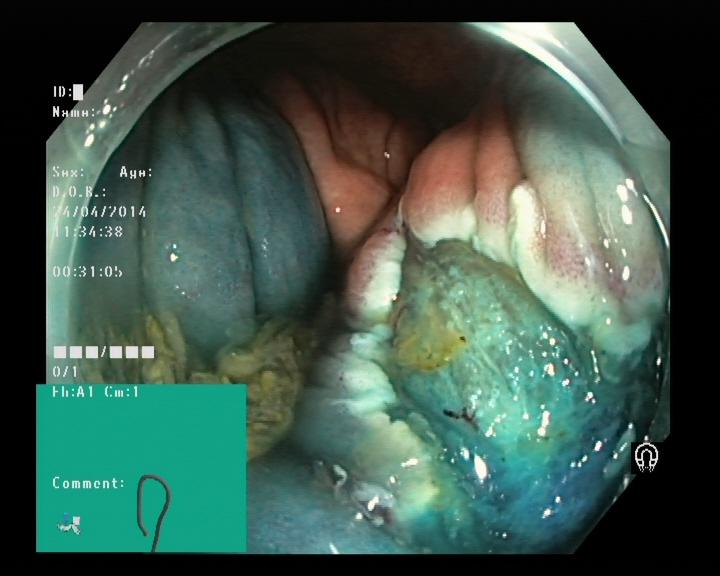 ID:
Name:
Sex: Age:
D.O.B.:
24/04/2014
11:34:38
00:31:05
■■■/■■■
0/1
Eh:A1 Cm:1
Comment: